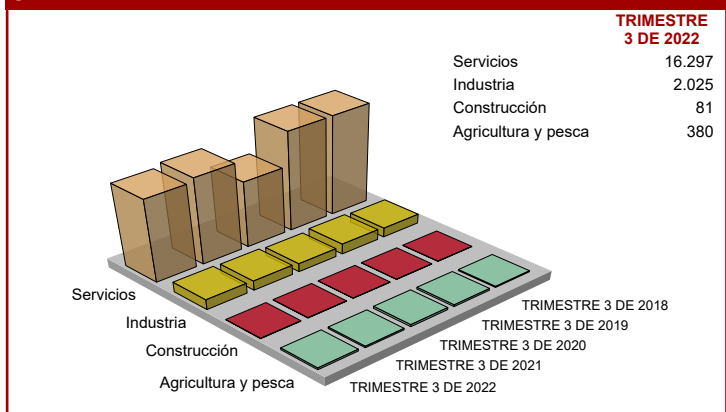 TRIMESTRE
3 DE 2022
Servicios 16.297
Industria 2.025
Construcción 81
Agricultura y pesca 380
Servicios
Industria
Construcción
Agricultura y pesca
TRIMESTRE 3 DE 2018
TRIMESTRE 3 DE 2019
TRIMESTRE 3 DE 2020
TRIMESTRE 3 DE 2021
TRIMESTRE 3 DE 2022